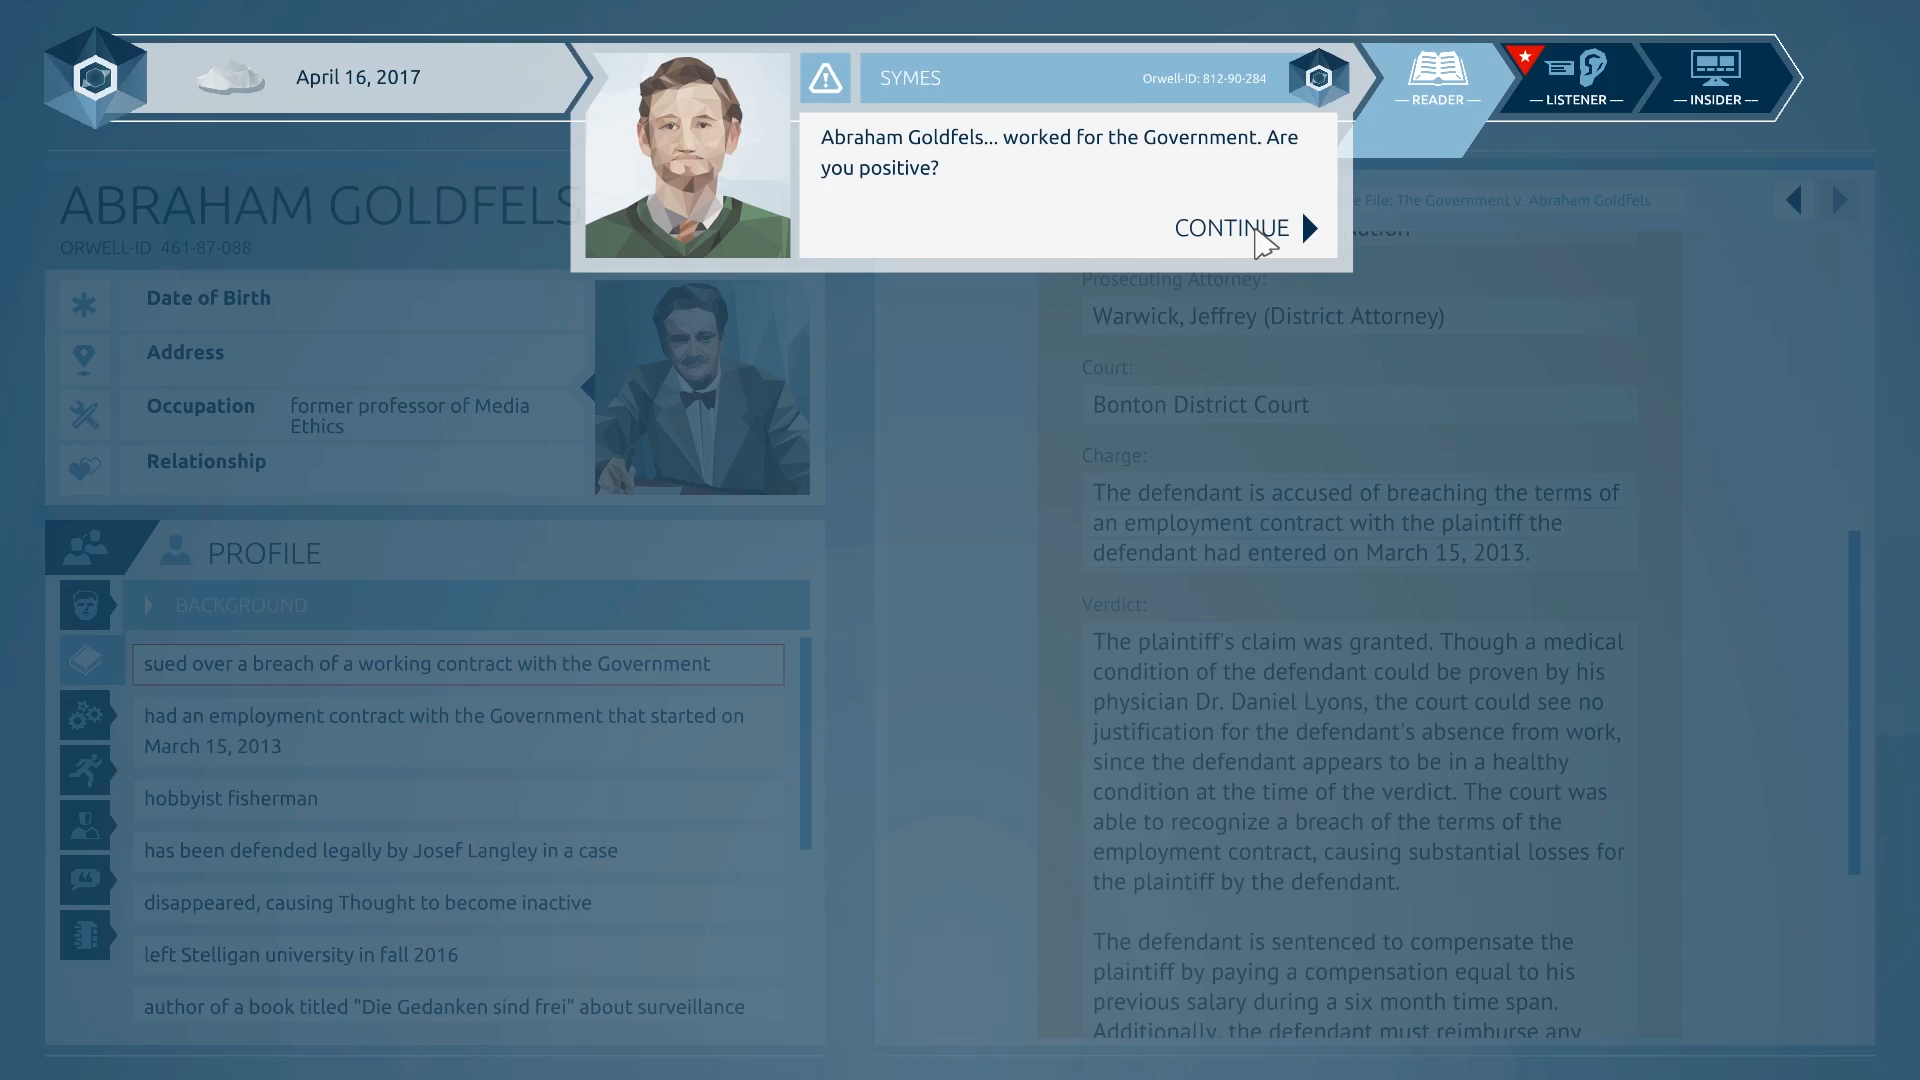 April 16, 2017
SYMES
Orwell-ID: 812-90-284
Abraham Goldfels... worked for the Government. Are
you positive?
CONTINUE
— READER —
— LISTENER —
— INSIDER —
ABRAHAM GOLDFELS
ORWELL-ID 461-87-088
Date of Birth
Address
Occupation
former professor of Media
Ethics
Relationship
PROFILE
BACKGROUND
sued over a breach of a working contract with the Government
had an employment contract with the Government that started on
March 15, 2013
hobbyist fisherman
has been defended legally by Josef Langley in a case
disappeared, causing Thought to become inactive
left Stelligan university in fall 2016
author of a book titled "Die Gedanken sind frei" about surveillance
File: The Government v. Abraham Goldfels
Prosecuting Attorney:
Warwick, Jeffrey (District Attorney)
Court:
Bonton District Court
Charge:
The defendant is accused of breaching the terms of
an employment contract with the plaintiff the
defendant had entered on March 15, 2013.
Verdict:
The plaintiff's claim was granted. Though a medical
condition of the defendant could be proven by his
physician Dr. Daniel Lyons, the court could see no
justification for the defendant's absence from work,
since the defendant appears to be in a healthy
condition at the time of the verdict. The court was
able to recognize a breach of the terms of the
employment contract, causing substantial losses for
the plaintiff by the defendant.
The defendant is sentenced to compensate the
plaintiff by paying a compensation equal to his
previous salary during a six month time span.
Additionally, the defendant must reimburse any